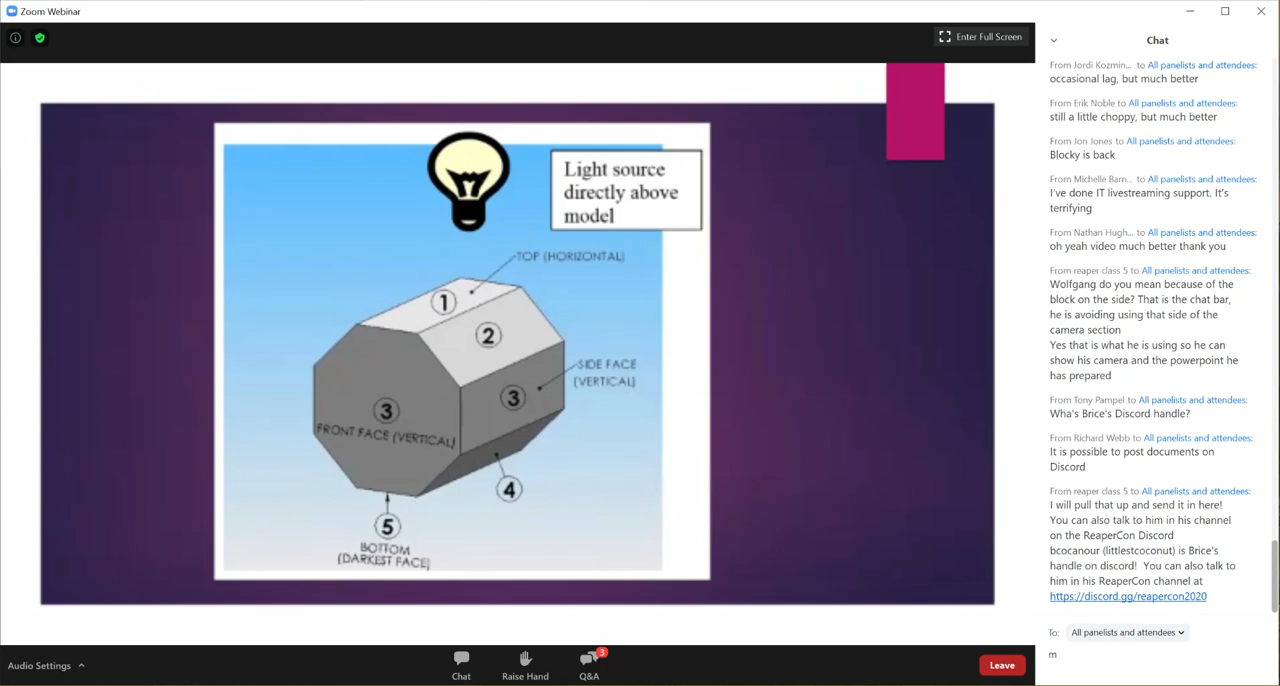 Zoom Webinar
Enter Full Screen
Light source
directly above
model
TOP (HORIZONTAL)
1
2
SIDE FACE
(VERTICAL)
3
3
FRONT FACE (VERTICAL)
4
5
BOTTOM
(DARKEST FACE)
Chat
From Jordi Kozmin... to All panelists and attendees:
occasional lag, but much better
From Erik Noble to All panelists and attendees:
still a little choppy, but much better
From Jon Jones to All panelists and attendees:
Blocky is back
From Michelle Barn... to All panelists and attendees:
I've done IT livestreaming support. It's
terrifying
From Nathan Hugh... to All panelists and attendees:
oh yeah video much better thank you
From reaper class 5 to All panelists and attendees:
Wolfgang do you mean because of the
block on the side? That is the chat bar,
he is avoiding using that side of the
camera section
Yes that is what he is using so he can
show his camera and the powerpoint he
has prepared
From Tony Pampel to All panelists and attendees:
Wha's Brice's Discord handle?
From Richard Webb to All panelists and attendees:
It is possible to post documents on
Discord
From reaper class 5 to All panelists and attendees:
I will pull that up and send it in here!
You can also talk to him in his channel
on the ReaperCon Discord
bcocanour (littlestcoconut) is Brice's
handle on discord!  You can also talk to
him in his ReaperCon channel at
https://discord.gg/reapercon2020
To: All panelists and attendees
m
Audio Settings
Chat
Raise Hand
3
Q&A
Leave